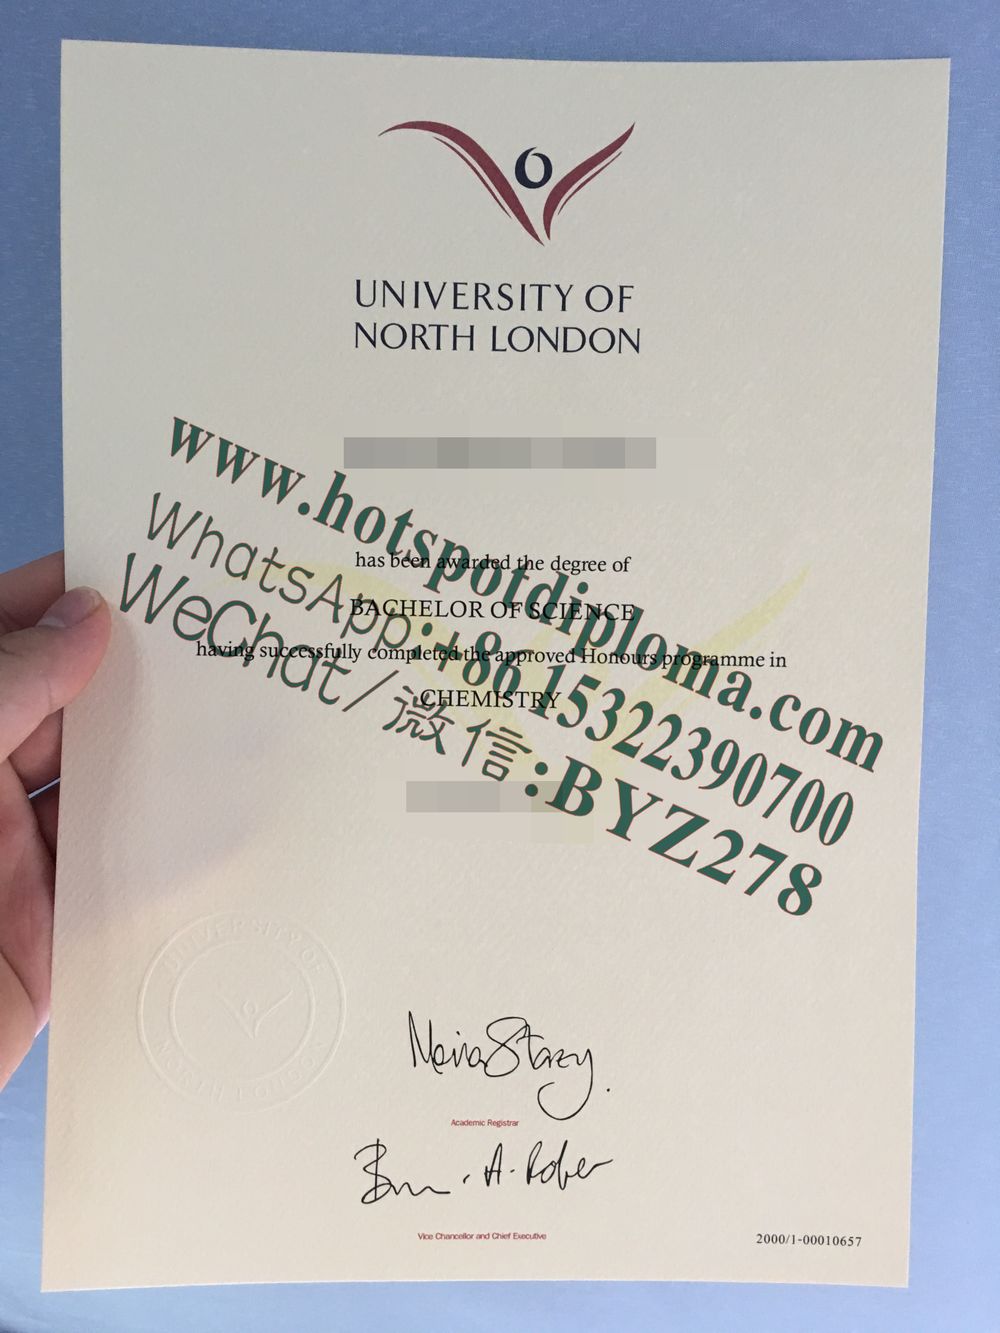 UNIVERSITY OF
NORTH LONDON
www.hotspotdiploma.com
WhatsApp:+86 15322390700
WeChat/微信:BYZ278
has been awarded the degree of
BACHELOR OF SCIENCE
having successfully completed the approved Honours programme in
CHEMISTRY
UNIVERSITY OF
NORTH LONDON
Academic Registrar
Vice Chancellor and Chief Executive
2000/1-00010657